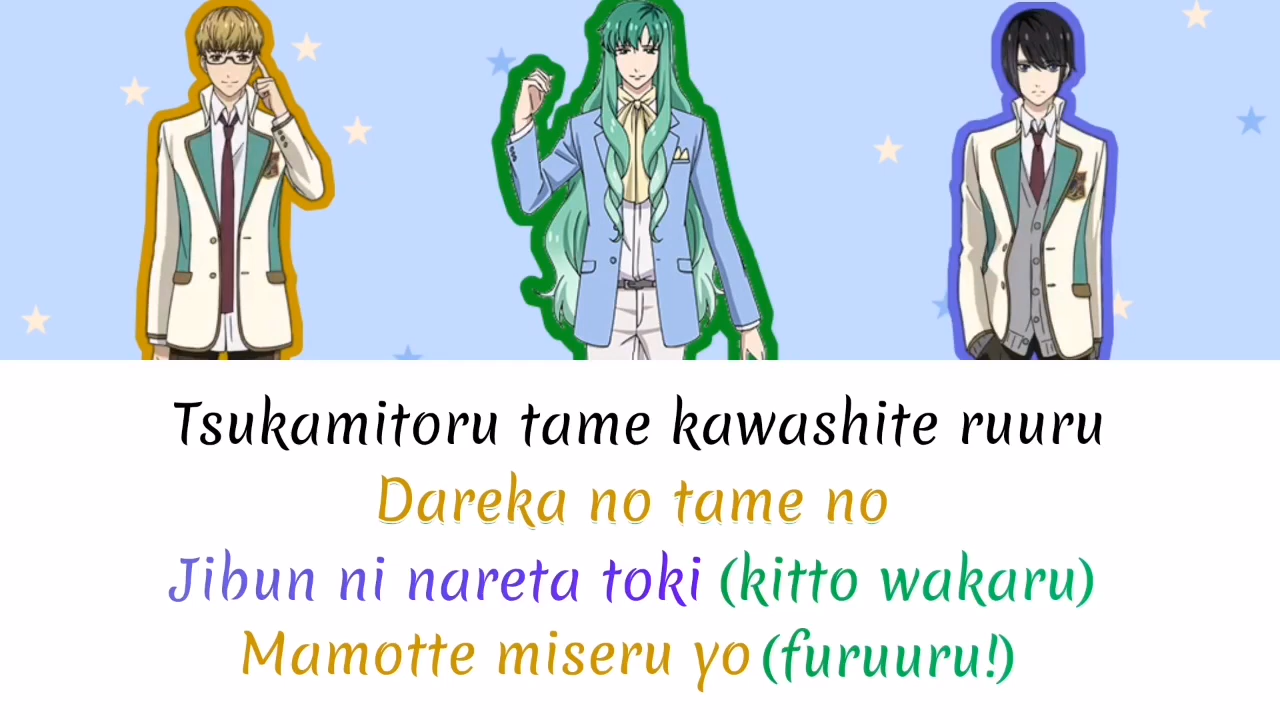 Tsukamitoru tame kawashite ruuru
Dareka no tame no
Jibun ni nareta toki (kitto wakaru)
Mamotte miseru yo (furuuru!)